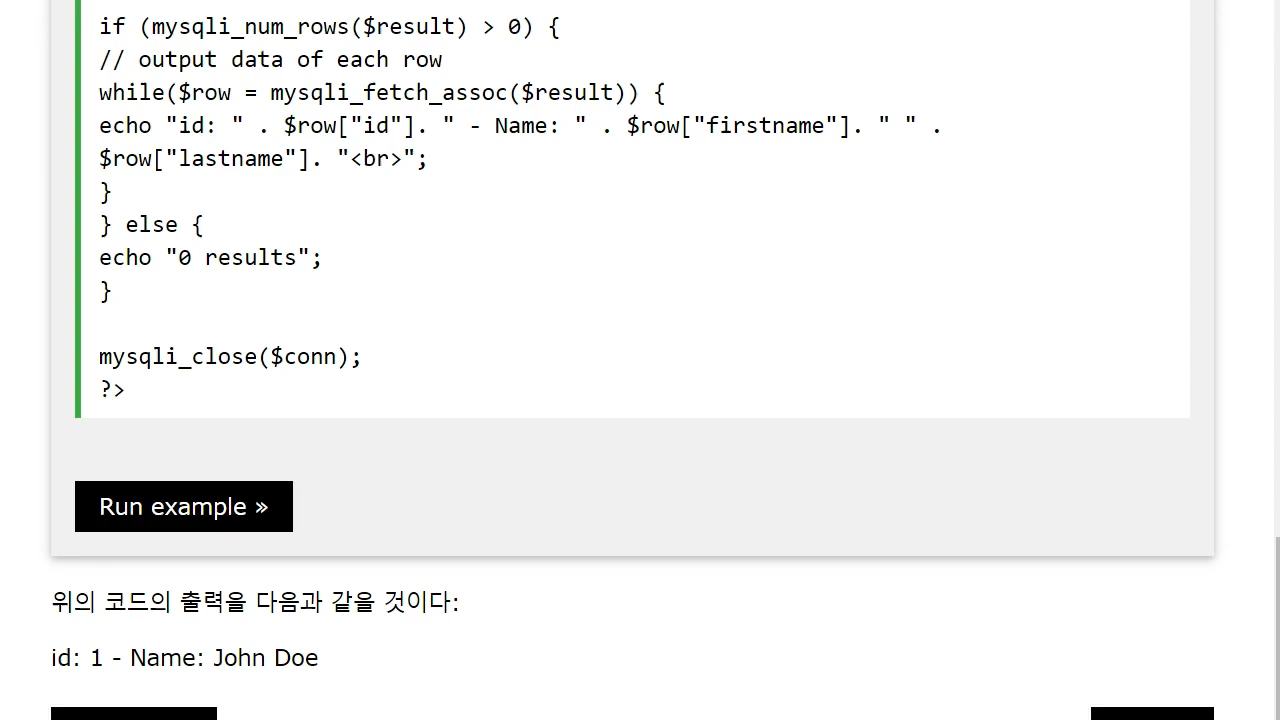 if (mysqli_num_rows($result) > 0) {
// output data of each row
while($row = mysqli_fetch_assoc($result)) {
echo "id: " . $row["id"]. " - Name: " . $row["firstname"]. " " .
$row["lastname"]. "<br>";
}
} else {
echo "0 results";
}
mysqli_close($conn);
?>
Run example »
위의 코드의 출력을 다음과 같을 것이다:
id: 1 - Name: John Doe